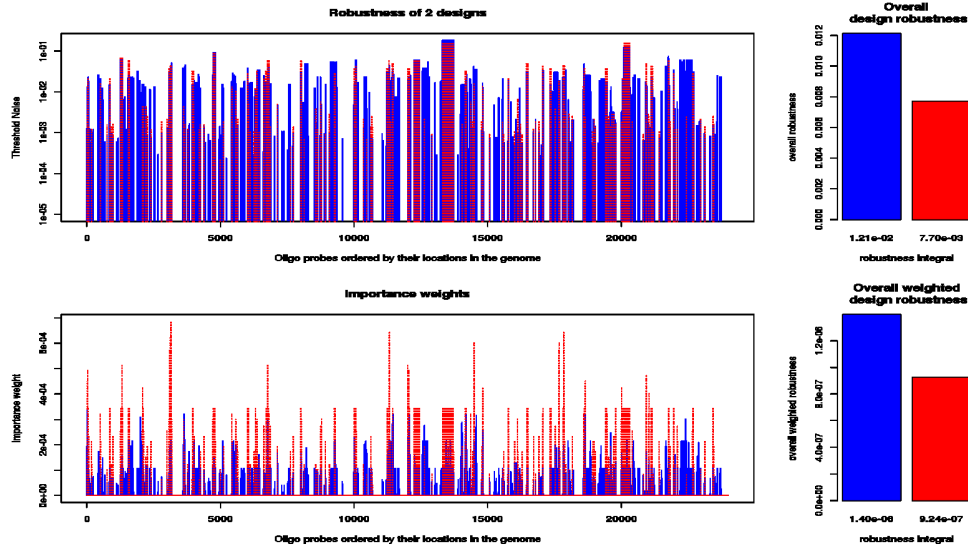 Robustness of 2 designs
Threshold Noise
1e-01
1e-02
1e-03
1e-04
1e-05
0
5000
10000
15000
20000
Oligo probes ordered by their locations in the genome
Overall
design robustness
overall robustness
0.012
0.010
0.008
0.006
0.004
0.002
0.000
1.21e-02
7.70e-03
robustness integral
Importance weights
Importance weight
6e-04
4e-04
2e-04
0e+00
0
5000
10000
15000
20000
Oligo probes ordered by their locations in the genome
Overall weighted
design robustness
overall weighted robustness
1.2e-06
8.0e-07
4.0e-07
0.0e+00
1.40e-06
9.24e-07
robustness integral